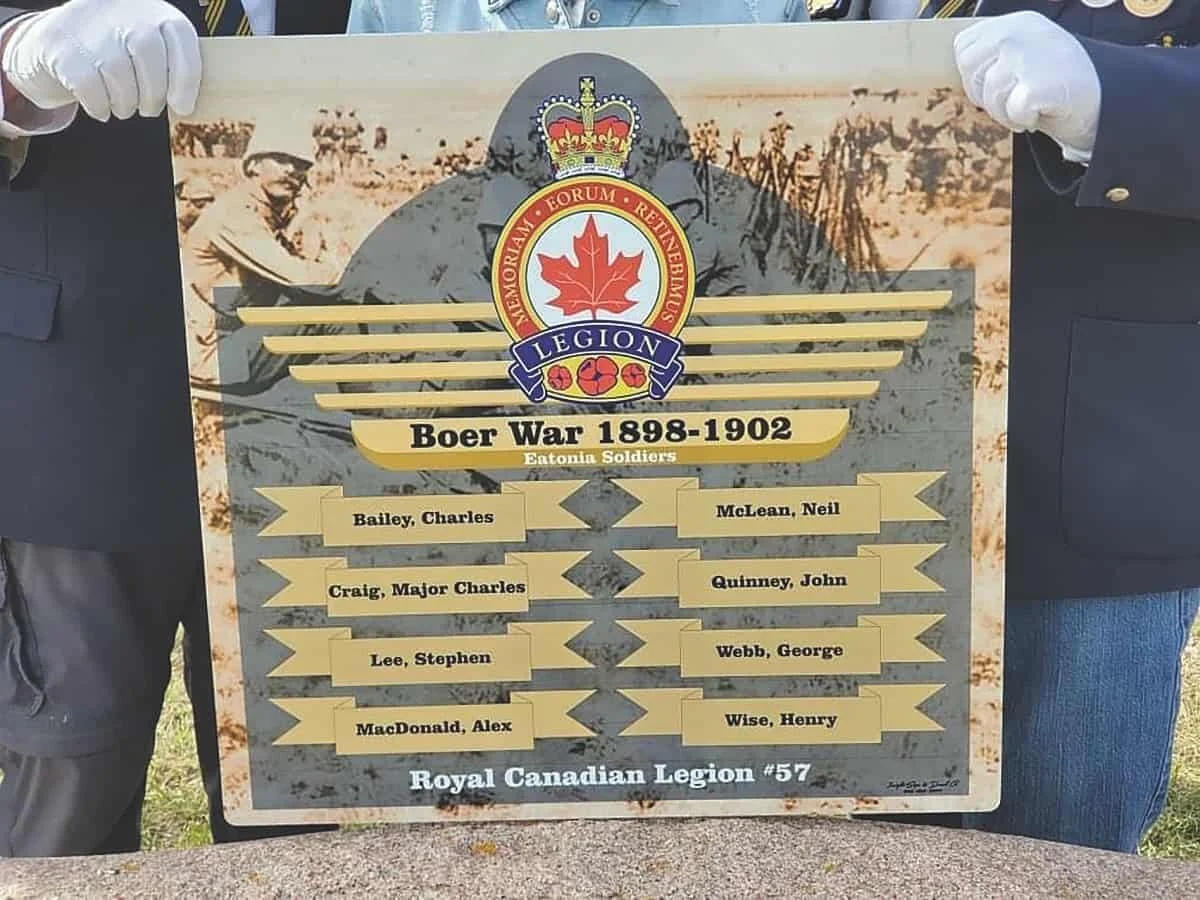 MEMORIAM • EORUM • RETINEBIMUS
LEGION
Boer War 1898-1902
Eatonia Soldiers
Bailey, Charles
McLean, Neil
Craig, Major Charles
Quinney, John
Lee, Stephen
Webb, George
MacDonald, Alex
Wise, Henry
Royal Canadian Legion #57